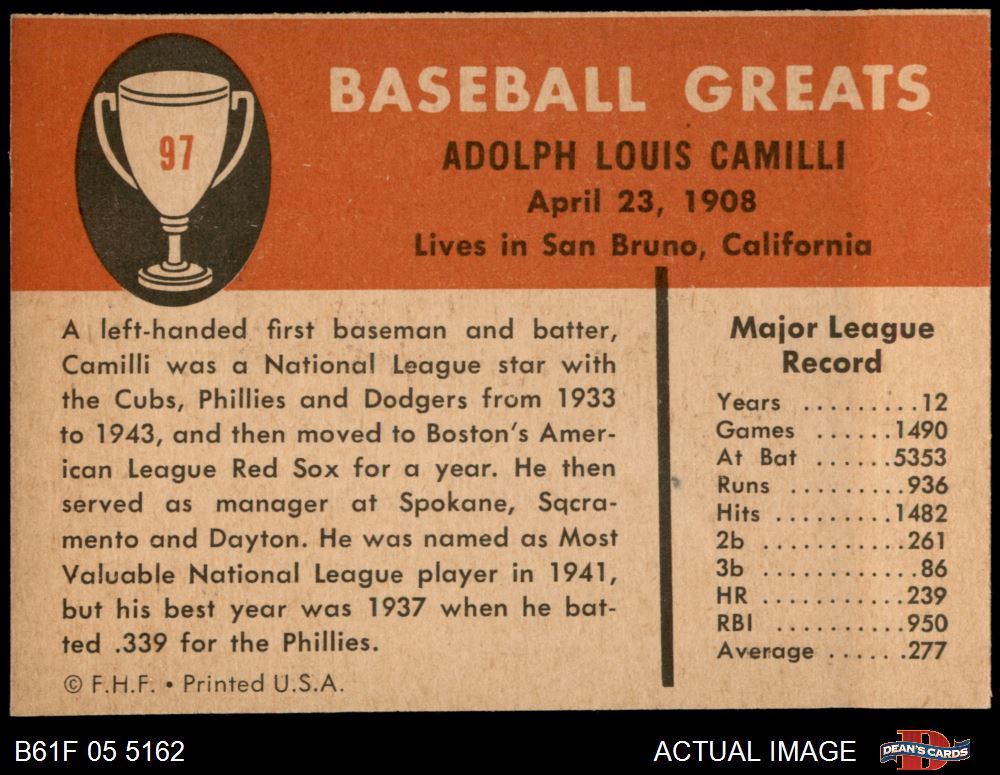 97
BASEBALL GREATS
ADOLPH LOUIS CAMILLI
April 23, 1908
Lives in San Bruno, California
A left-handed first baseman and batter,
Camilli was a National League star with
the Cubs, Phillies and Dodgers from 1933
to 1943, and then moved to Boston's Amer-
ican League Red Sox for a year. He then
served as manager at Spokane, Sqcra-
mento and Dayton. He was named as Most
Valuable National League player in 1941,
but his best year was 1937 when he bat-
ted .339 for the Phillies.
© F.H.F. • Printed U.S.A.
Major League
Record
Years .........12
Games ......1490
At Bat ......5353
Runs ..........936
Hits ..........1482
2b ............261
3b .............86
HR ............239
RBI ..........950
Average ......277
B61F 05 5162
ACTUAL IMAGE
D
DEAN'S CARDS